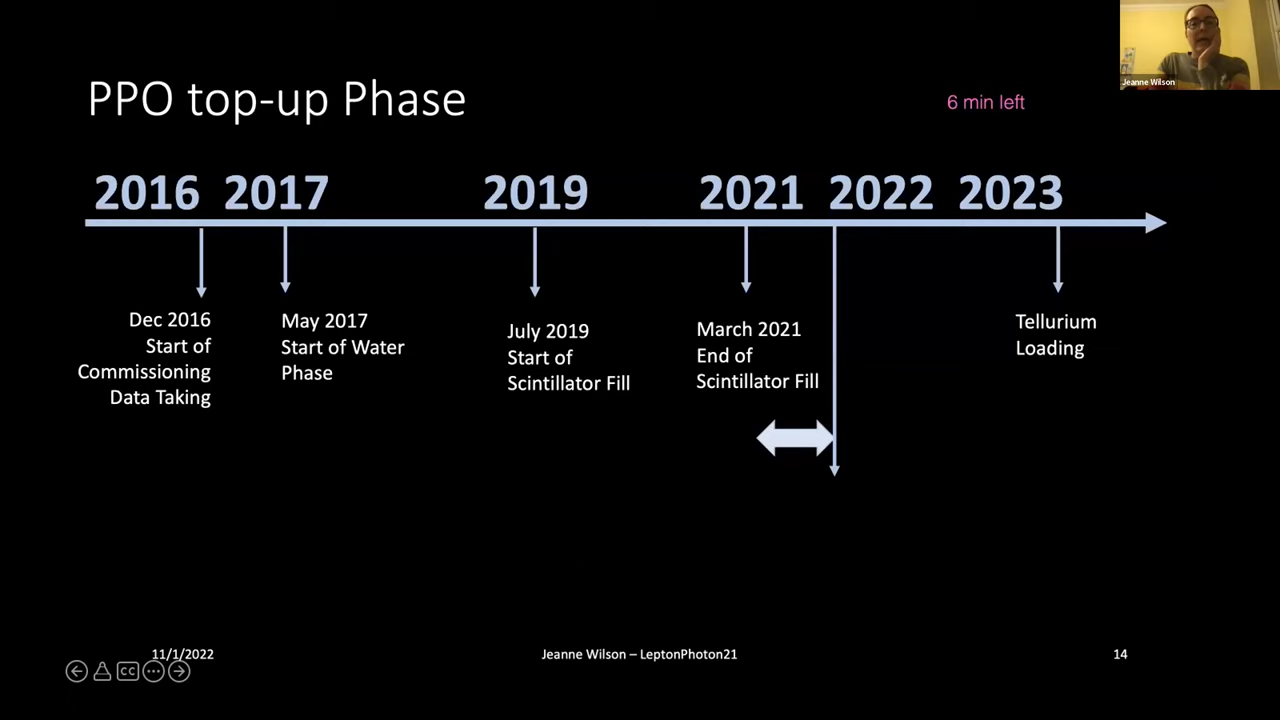 Jeanne Wilson
PPO top-up Phase
6 min left
2016 2017 2019 2021 2022 2023
Dec 2016
Start of
Commissioning
Data Taking
May 2017
Start of Water
Phase
July 2019
Start of
Scintillator Fill
March 2021
End of
Scintillator Fill
Tellurium
Loading
11/1/2022
Jeanne Wilson – LeptonPhoton21
14
CC